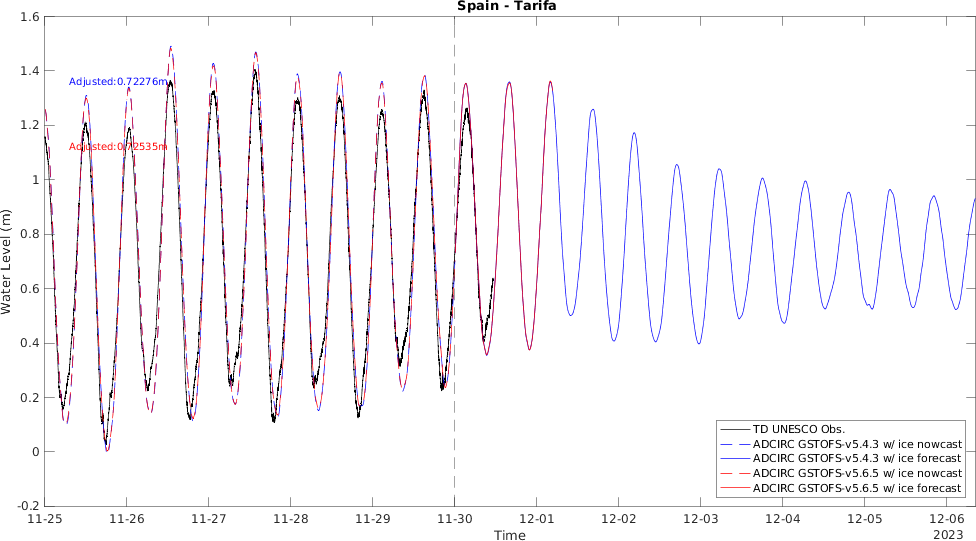 Spain - Tarifa
Water Level (m)
1.6
1.4
1.2
1
0.8
0.6
0.4
0.2
0
-0.2
Adjusted:0.72276m
Adjusted:0.72535m
TD UNESCO Obs.
ADCIRC GSTOFS-v5.4.3 w/ ice nowcast
ADCIRC GSTOFS-v5.4.3 w/ ice forecast
ADCIRC GSTOFS-v5.6.5 w/ ice nowcast
ADCIRC GSTOFS-v5.6.5 w/ ice forecast
11-25 11-26 11-27 11-28 11-29 11-30 12-01 12-02 12-03 12-04 12-05 12-06
Time
2023